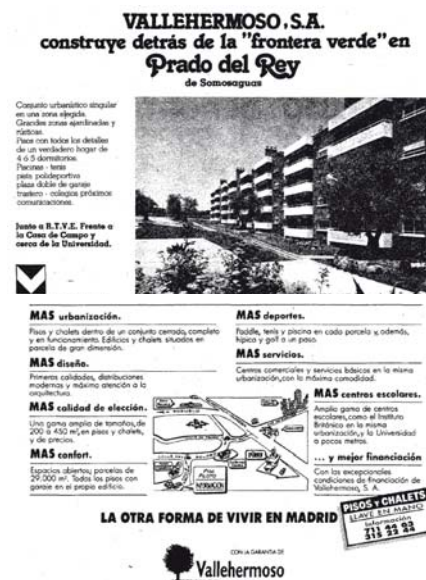 VALLEHERMOSO, S.A.
construye detrás de la "frontera verde" en
Prado del Rey
de Somosaguas
Conjunto urbanístico singular
en una zona elegida.
Grandes zonas ajardinadas y
rústicas.
Pisos con todos los detalles
de un verdadero hogar de
4 ó 5 dormitorios.
Piscinas - tenis
pista polideportiva
plaza doble de garaje
trastero - colegios próximos
comunicaciones.
Junto a R.T.V.E. Frente a
la Casa de Campo y
cerca de la Universidad.
MAS urbanización.
Pisos y chalets dentro de un conjunto cerrado, completo
y en funcionamiento. Edificios y chalets situados en
parcela de gran dimensión.
MAS diseño.
Primeras calidades, distribuciones
modernas y máxima atención a la
arquitectura.
MAS calidad de elección.
Una gama amplia de tamaños, de
200 a 450 m², en pisos y chalets,
y de precios.
MAS confort.
Espacios abiertos; parcelas de
29.000 m². Todos los pisos con
garaje en el propio edificio.
MAS deportes.
Paddle, tenis y piscina en cada parcela y, además,
hípica y golf a un paso.
MAS servicios.
Centros comerciales y servicios básicos en la misma
urbanización, con la máxima comodidad.
MAS centros escolares.
Amplia gama de centros
escolares, como el Instituto
Británico en la misma
urbanización, y la Universidad
a pocos metros.
... y mejor financiación
Con las excepcionales
condiciones de financiación de
Vallehermoso, S. A.
INFORMACION
LA OTRA FORMA DE VIVIR EN MADRID
PISOS Y CHALETS
LLAVE EN MANO
Información
711 44 93
CON LA GARANTIA DE
Vallehermoso